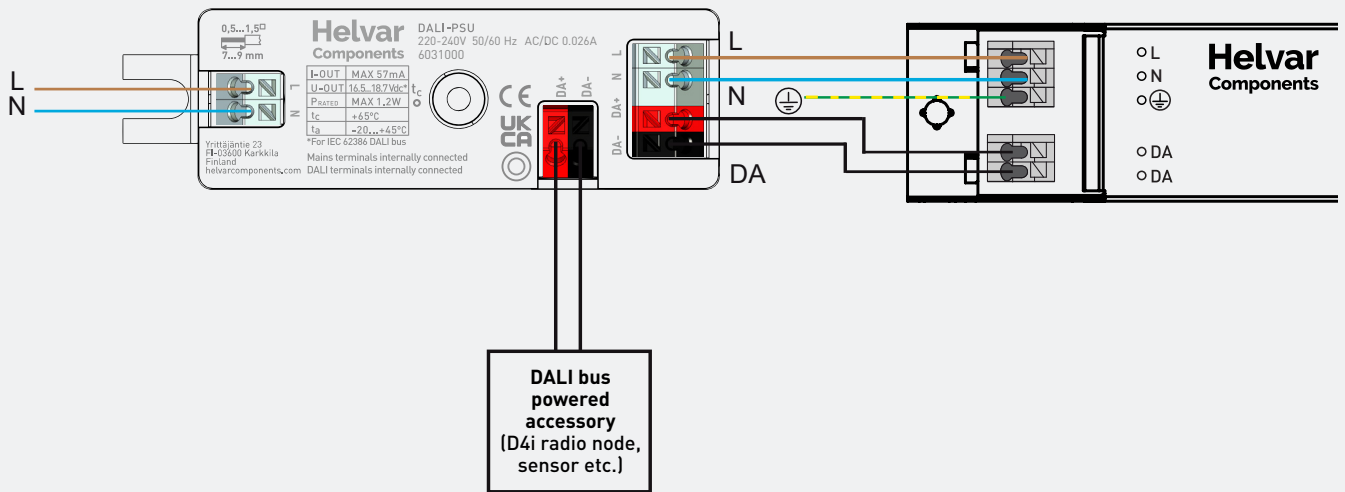 L
N
0,5...1,5
7...9 mm
L
N
Helvar
Components
DALI-PSU
220-240V 50/60 Hz AC/DC 0.026A
6031000
I-OUT MAX 57mA
U-OUT 16.5...18.7Vdc*
PRATED MAX 1.2W
tc +65°C
ta -20...+45°C
*For IEC 62386 DALI bus
Mains terminals internally connected
DALI terminals internally connected
tc
CE
UK
CA
Yrittäjäntie 23
FI-03600 Karkkila
Finland
helvarcomponents.com
DA+
DA-
L
N
DA+
DA-
L
N
DA
L
N
DA
DA
Helvar
Components
DALI bus
powered
accessory
(D4i radio node,
sensor etc.)